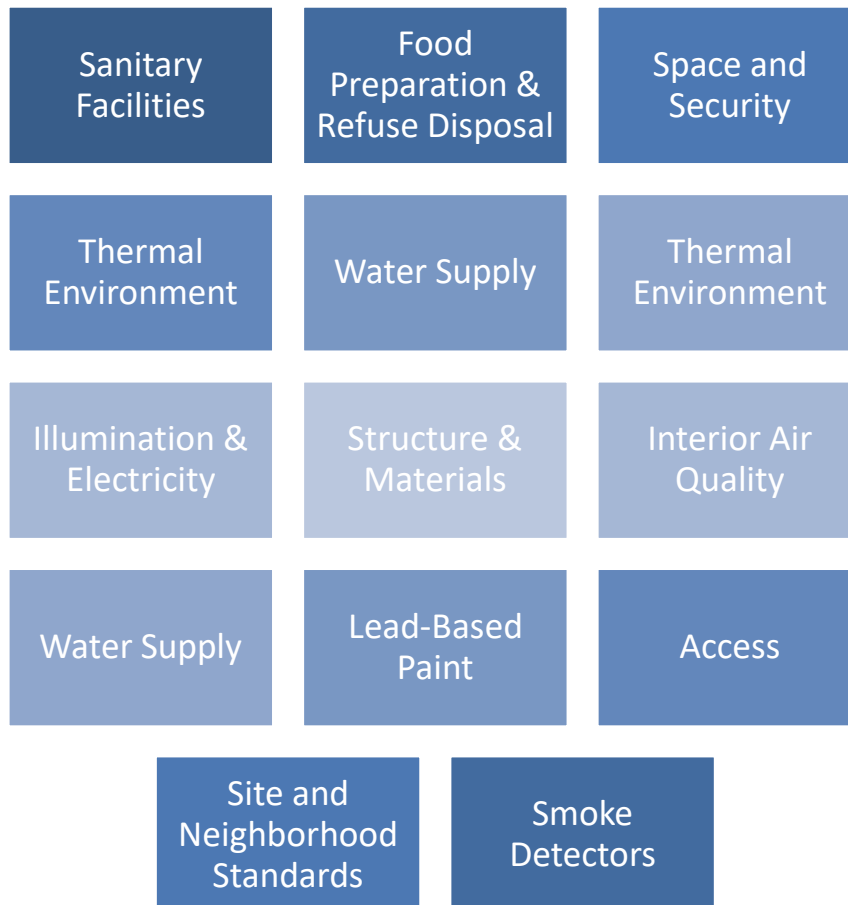 Sanitary
Facilities
Food
Preparation &
Refuse Disposal
Space and
Security
Thermal
Environment
Water Supply
Thermal
Environment
Illumination &
Electricity
Structure &
Materials
Interior Air
Quality
Water Supply
Lead-Based
Paint
Access
Site and
Neighborhood
Standards
Smoke
Detectors